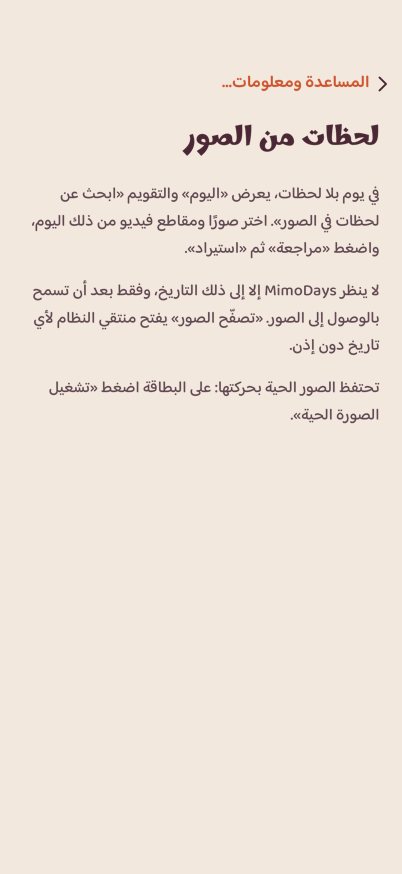 المساعدة ومعلومات...
لحظات من الصور
في يوم بلا لحظات، يعرض «اليوم» والتقويم «ابحث عن
لحظات في الصور». اختر صورًا ومقاطع فيديو من ذلك اليوم،
واضغط «مراجعة» ثم «استيراد».
لا ينظر MimoDays إلا إلى ذلك التاريخ، وفقط بعد أن تسمح
بالوصول إلى الصور. «تصفّح الصور» يفتح منتقي النظام لأي
تاريخ دون إذن.
تحتفظ الصور الحية بحركتها: على البطاقة اضغط «تشغيل
الصورة الحية».